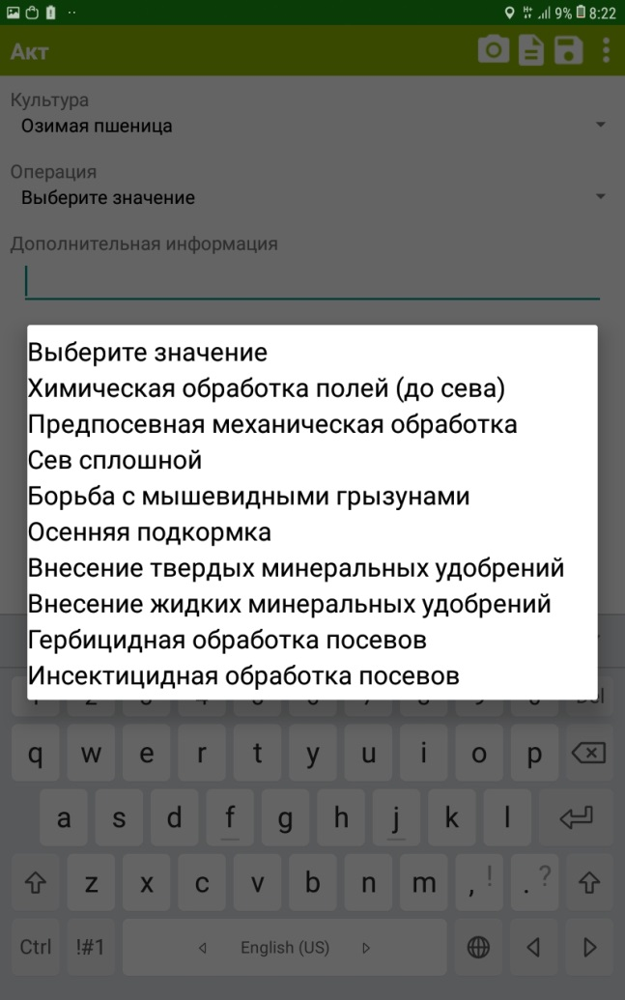 9% 8:22
Акт
Культура
Озимая пшеница
Операция
Выберите значение
Дополнительная информация
Выберите значение
Химическая обработка полей (до сева)
Предпосевная механическая обработка
Сев сплошной
Борьба с мышевидными грызунами
Осенняя подкормка
Внесение твердых минеральных удобрений
Внесение жидких минеральных удобрений
Гербицидная обработка посевов
Инсектицидная обработка посевов
q w e r t y u i o p
a s d f g h j k l
z x c v b n m , ! . ?
Ctrl !#1 English (US)